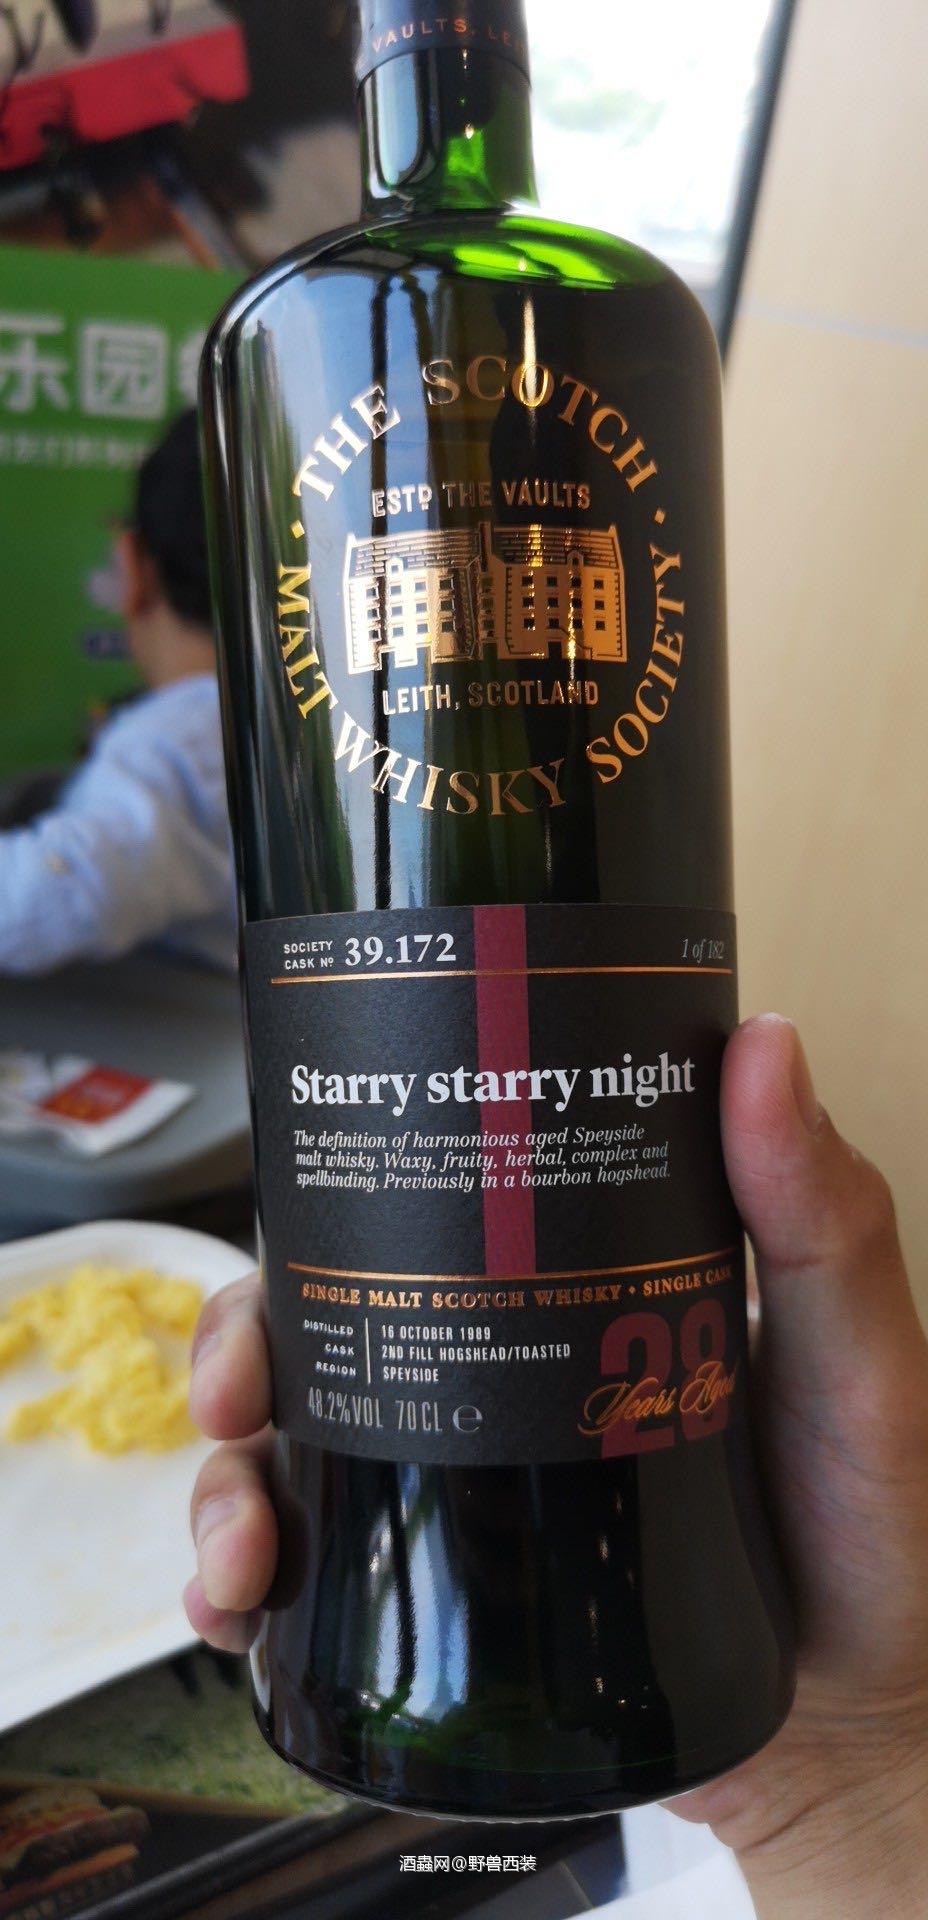 VAULTS, LE
乐园
THE SCOTCH
ESTD THE VAULTS
LEITH, SCOTLAND
MALT WHISKY SOCIETY
SOCIETY
CASK Nº 39.172
1 of 182
Starry starry night
The definition of harmonious aged Speyside
malt whisky. Waxy, fruity, herbal, complex and
spellbinding. Previously in a bourbon hogshead.
SINGLE MALT SCOTCH WHISKY • SINGLE CASK
DISTILLED 16 OCTOBER 1989
CASK 2ND FILL HOGSHEAD/TOASTED
REGION SPEYSIDE
48.2%VOL 70CL ℮
28
Years Aged
酒蟲网@野兽西装